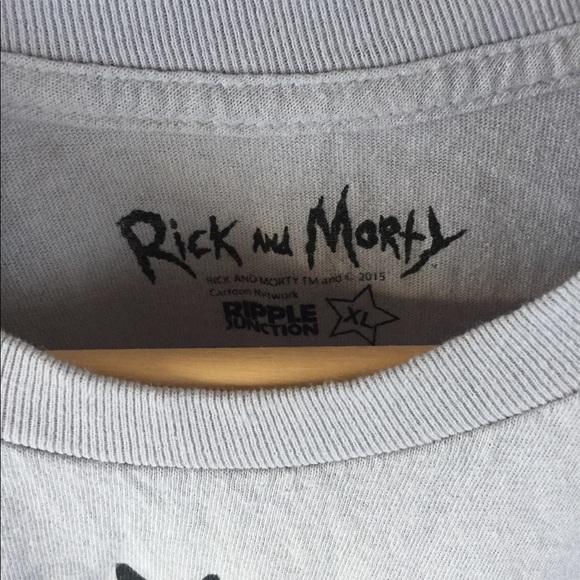 Rick and Morty
RICK AND MORTY TM and © 2015
Cartoon Network
RIPPLE
JUNCTION
XL